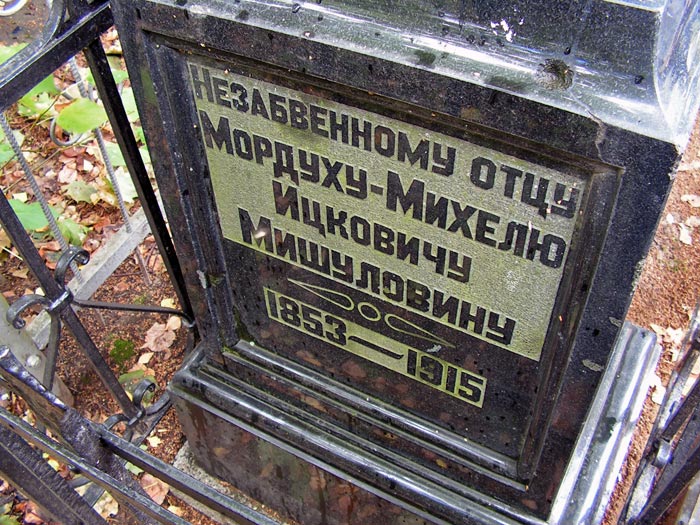 Незабвенному отцу
Мордуху-Михелю
Ицковичу
Мишуловину
1853—1915